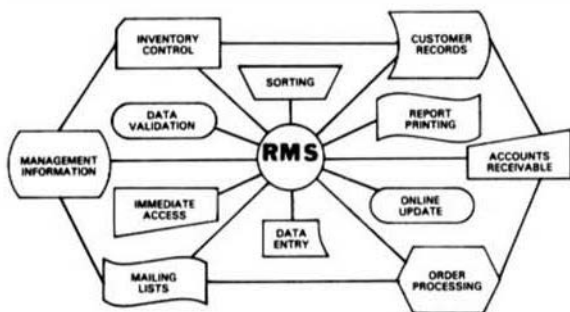 INVENTORY
CONTROL
CUSTOMER
RECORDS
SORTING
DATA
VALIDATION
REPORT
PRINTING
RMS
MANAGEMENT
INFORMATION
ACCOUNTS
RECEIVABLE
IMMEDIATE
ACCESS
ONLINE
UPDATE
DATA
ENTRY
MAILING
LISTS
ORDER
PROCESSING